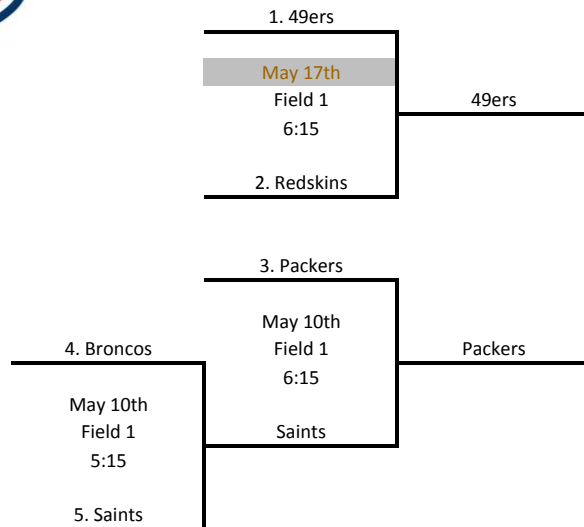 1. 49ers
May 17th
Field 1
6:15
49ers
2. Redskins
3. Packers
May 10th
Field 1
6:15
Packers
4. Broncos
May 10th
Field 1
5:15
Saints
5. Saints